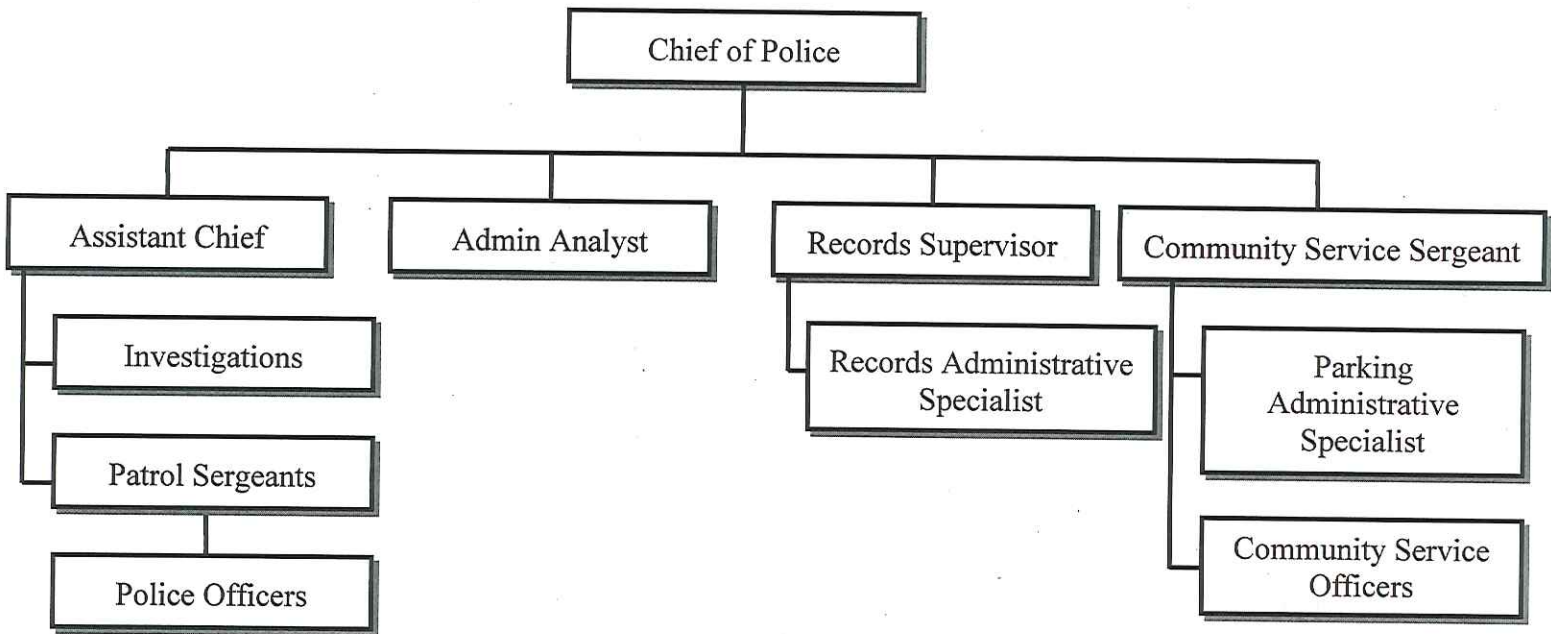 Chief of Police
Assistant Chief
Admin Analyst
Records Supervisor
Community Service Sergeant
Investigations
Patrol Sergeants
Police Officers
Records Administrative
Specialist
Parking
Administrative
Specialist
Community Service
Officers